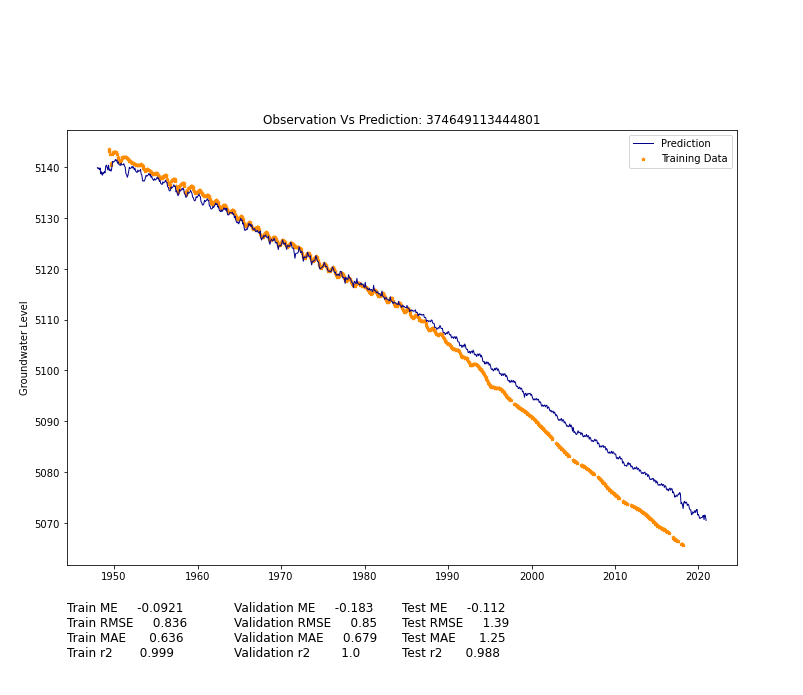 Observation Vs Prediction: 374649113444801
Prediction
Training Data
Groundwater Level
5140
5130
5120
5110
5100
5090
5080
5070
1950 1960 1970 1980 1990 2000 2010 2020
Train ME -0.0921 Validation ME -0.183 Test ME -0.112
Train RMSE 0.836 Validation RMSE 0.85 Test RMSE 1.39
Train MAE 0.636 Validation MAE 0.679 Test MAE 1.25
Train r2 0.999 Validation r2 1.0 Test r2 0.988